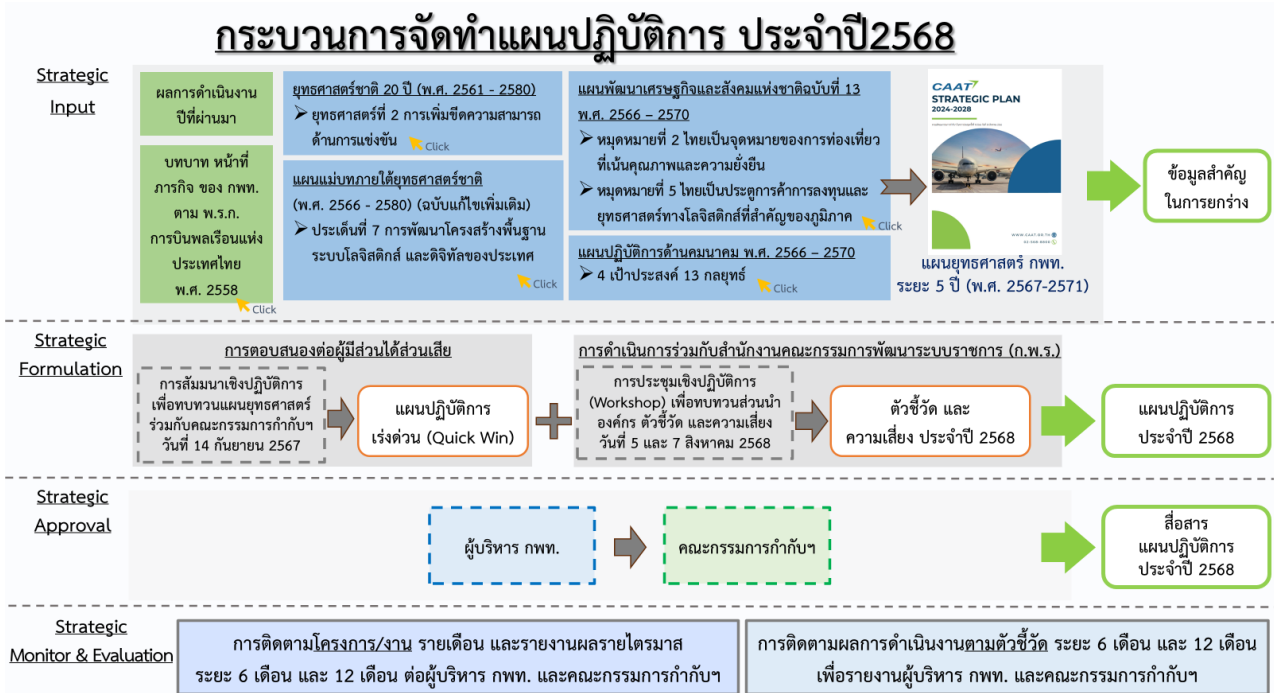 กระบวนการจัดทำแผนปฏิบัติการ ประจำปี2568
Strategic
Input
ผลการดำเนินงาน
ปีที่ผ่านมา
บทบาท หน้าที่
ภารกิจ ของ กพท.
ตาม พ.ร.ก.
การบินพลเรือนแห่ง
ประเทศไทย
พ.ศ. 2558
Click
ยุทธศาสตร์ชาติ 20 ปี (พ.ศ. 2561 - 2580)
➢ ยุทธศาสตร์ที่ 2 การเพิ่มขีดความสามารถ
ด้านการแข่งขัน
Click
แผนแม่บทภายใต้ยุทธศาสตร์ชาติ
(พ.ศ. 2566 - 2580) (ฉบับแก้ไขเพิ่มเติม)
➢ ประเด็นที่ 7 การพัฒนาโครงสร้างพื้นฐาน
ระบบโลจิสติกส์ และดิจิทัลของประเทศ
Click
แผนพัฒนาเศรษฐกิจและสังคมแห่งชาติฉบับที่ 13
พ.ศ. 2566 – 2570
➢ หมุดหมายที่ 2 ไทยเป็นจุดหมายของการท่องเที่ยว
ที่เน้นคุณภาพและความยั่งยืน
➢ หมุดหมายที่ 5 ไทยเป็นประตูการค้าการลงทุนและ
ยุทธศาสตร์ทางโลจิสติกส์ที่สำคัญของภูมิภาค
Click
แผนปฏิบัติการด้านคมนาคม พ.ศ. 2566 – 2570
➢ 4 เป้าประสงค์ 13 กลยุทธ์
Click
CAAT
STRATEGIC PLAN
2024-2028
WWW.CAAT.OR.TH
แผนยุทธศาสตร์ กพท.
ระยะ 5 ปี (พ.ศ. 2567-2571)
ข้อมูลสำคัญ
ในการยกร่าง
Strategic
Formulation
การตอบสนองต่อผู้มีส่วนได้ส่วนเสีย
การสัมมนาเชิงปฏิบัติการ
เพื่อทบทวนแผนยุทธศาสตร์
ร่วมกับคณะกรรมการกำกับฯ
วันที่ 14 กันยายน 2567
แผนปฏิบัติการ
เร่งด่วน (Quick Win)
การดำเนินการร่วมกับสำนักงานคณะกรรมการพัฒนาระบบราชการ (ก.พ.ร.)
การประชุมเชิงปฏิบัติการ
(Workshop) เพื่อทบทวนส่วนนำ
องค์กร ตัวชี้วัด และความเสี่ยง
วันที่ 5 และ 7 สิงหาคม 2568
ตัวชี้วัด และ
ความเสี่ยง ประจำปี 2568
แผนปฏิบัติการ
ประจำปี 2568
Strategic
Approval
ผู้บริหาร กพท.
คณะกรรมการกำกับฯ
สื่อสาร
แผนปฏิบัติการ
ประจำปี 2568
Strategic
Monitor & Evaluation
การติดตามโครงการ/งาน รายเดือน และรายงานผลรายไตรมาส
ระยะ 6 เดือน และ 12 เดือน ต่อผู้บริหาร กพท. และคณะกรรมการกำกับฯ
การติดตามผลการดำเนินงานตามตัวชี้วัด ระยะ 6 เดือน และ 12 เดือน
เพื่อรายงานผู้บริหาร กพท. และคณะกรรมการกำกับฯ